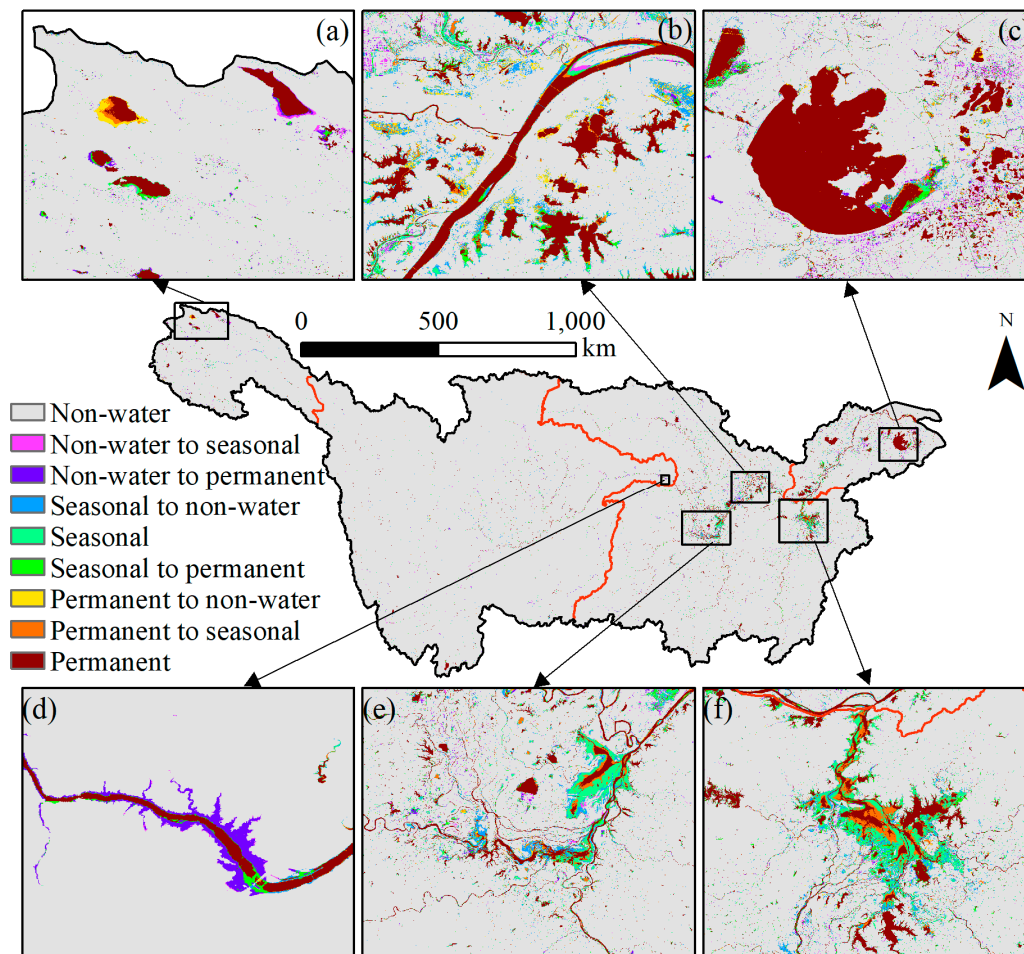 (a)
(b)
(c)
0 500 1,000
km
N
Non-water
Non-water to seasonal
Non-water to permanent
Seasonal to non-water
Seasonal
Seasonal to permanent
Permanent to non-water
Permanent to seasonal
Permanent
(d)
(e)
(f)